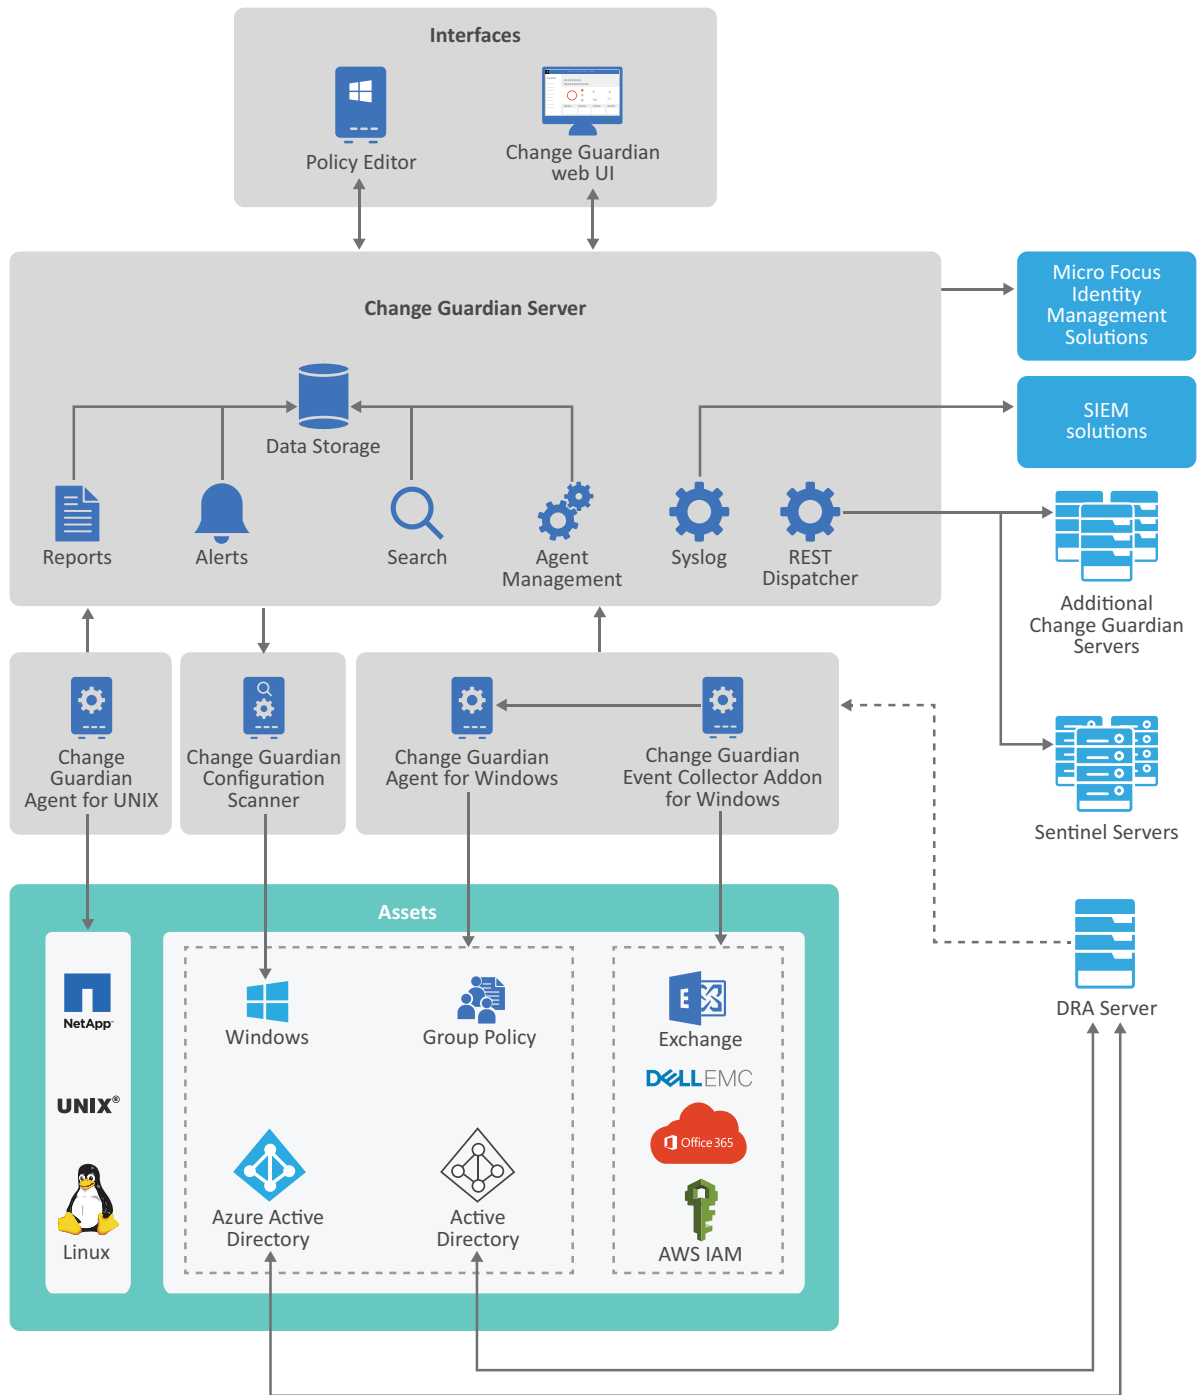 Interfaces
Policy Editor
Change Guardian
web UI
Change Guardian Server
Data Storage
Reports
Alerts
Search
Agent
Management
Syslog
REST
Dispatcher
Micro Focus
Identity
Management
Solutions
SIEM
solutions
Additional
Change Guardian
Servers
Sentinel Servers
DRA Server
Change
Guardian
Agent for UNIX
Change Guardian
Configuration
Scanner
Change Guardian
Agent for Windows
Change Guardian
Event Collector Addon
for Windows
Assets
NetApp
UNIX®
Linux
Windows
Group Policy
Azure Active
Directory
Active
Directory
E
Exchange
DELL EMC
Office 365
AWS IAM